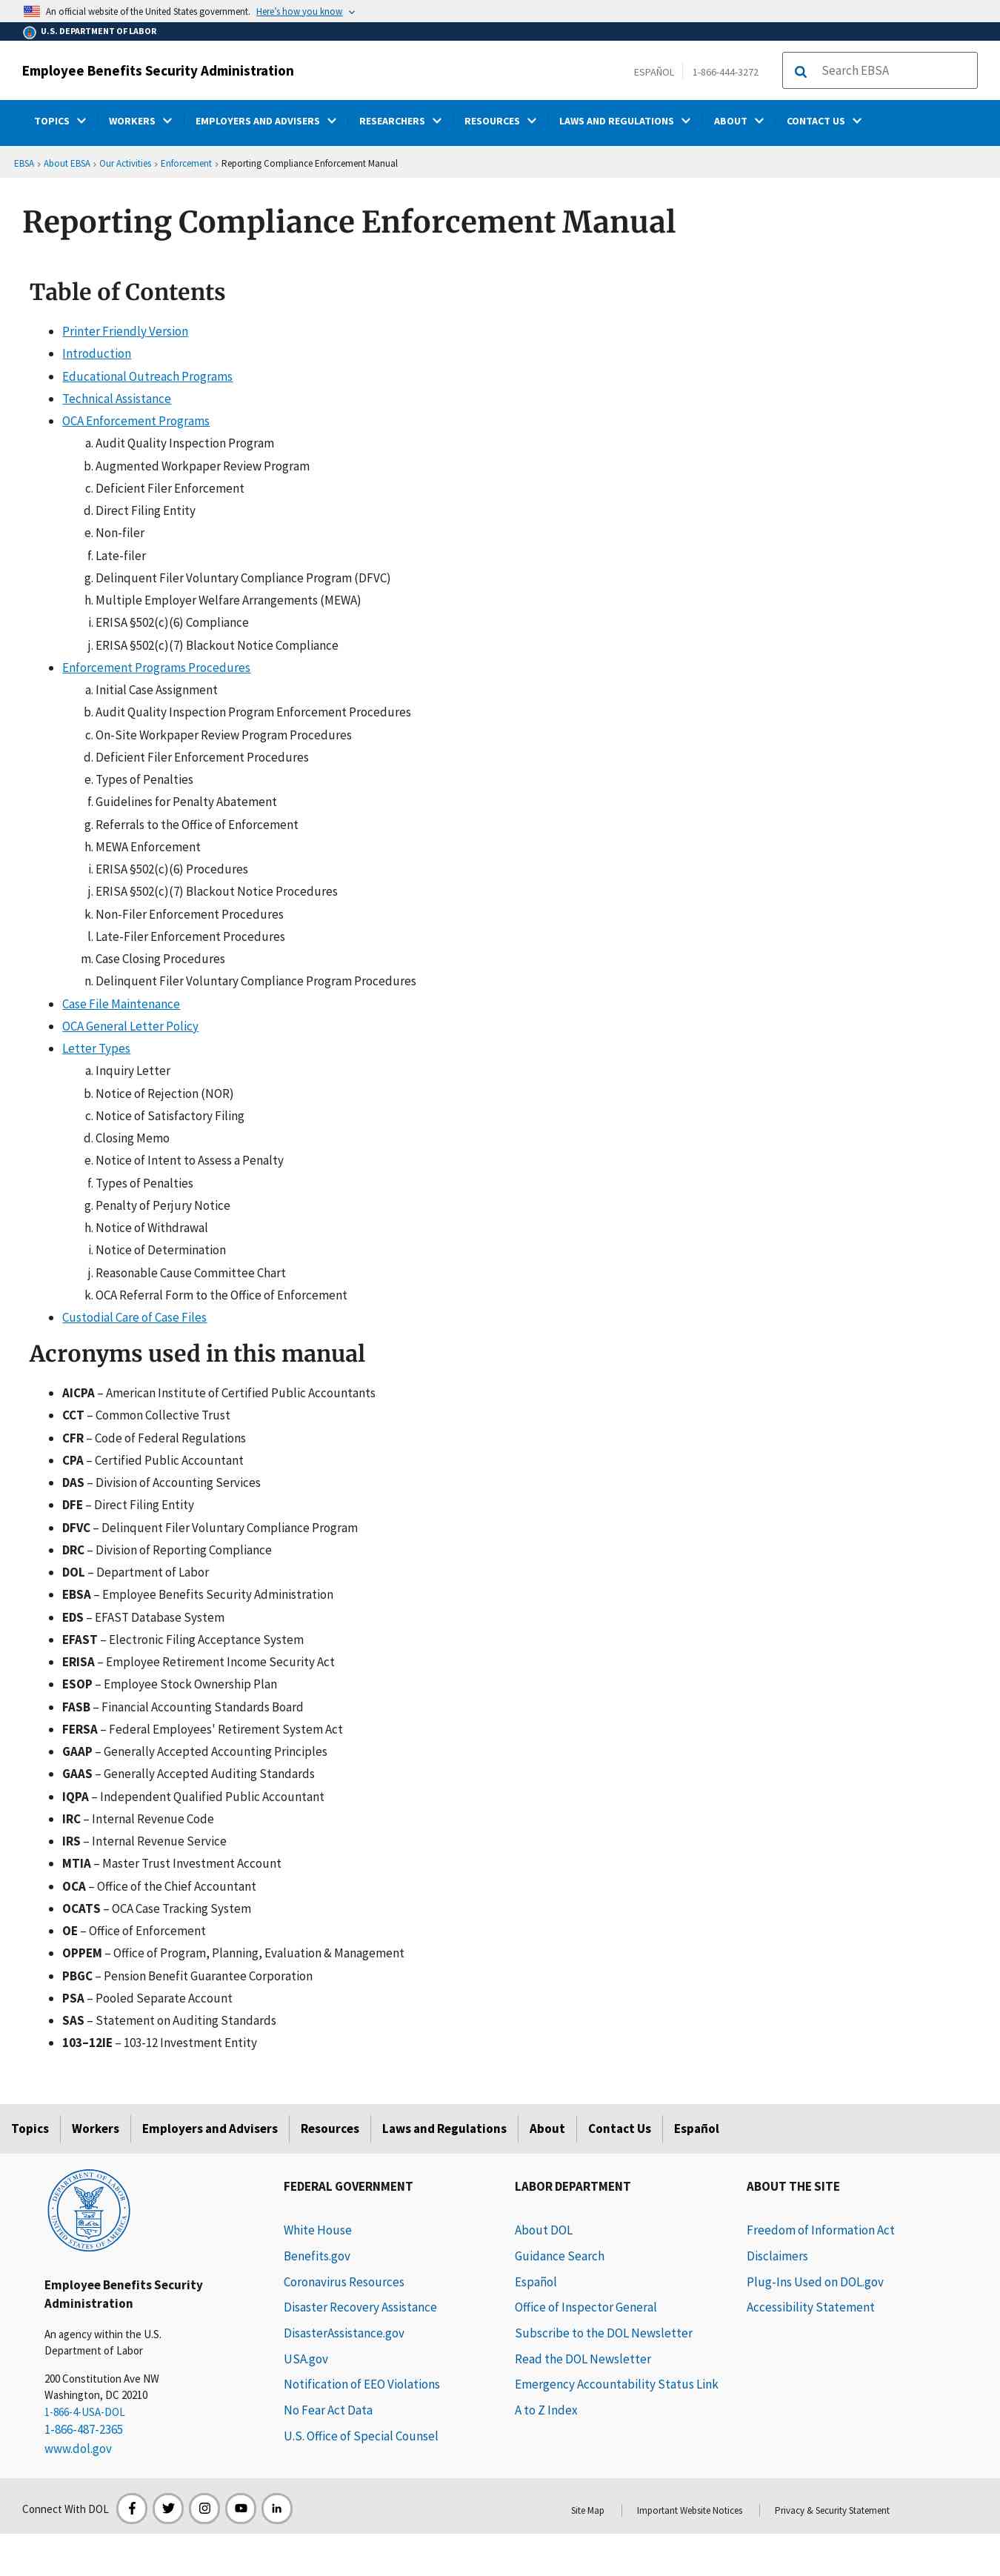 An official website of the United States government. Here's how you know
U.S. DEPARTMENT OF LABOR
Employee Benefits Security Administration
ESPAÑOL 1-866-444-3272
Search EBSA
TOPICS WORKERS EMPLOYERS AND ADVISERS RESEARCHERS RESOURCES LAWS AND REGULATIONS ABOUT CONTACT US
EBSA › About EBSA › Our Activities › Enforcement › Reporting Compliance Enforcement Manual
Reporting Compliance Enforcement Manual
Table of Contents
• Printer Friendly Version
• Introduction
• Educational Outreach Programs
• Technical Assistance
• OCA Enforcement Programs
a. Audit Quality Inspection Program
b. Augmented Workpaper Review Program
c. Deficient Filer Enforcement
d. Direct Filing Entity
e. Non-filer
f. Late-filer
g. Delinquent Filer Voluntary Compliance Program (DFVC)
h. Multiple Employer Welfare Arrangements (MEWA)
i. ERISA §502(c)(6) Compliance
j. ERISA §502(c)(7) Blackout Notice Compliance
• Enforcement Programs Procedures
a. Initial Case Assignment
b. Audit Quality Inspection Program Enforcement Procedures
c. On-Site Workpaper Review Program Procedures
d. Deficient Filer Enforcement Procedures
e. Types of Penalties
f. Guidelines for Penalty Abatement
g. Referrals to the Office of Enforcement
h. MEWA Enforcement
i. ERISA §502(c)(6) Procedures
j. ERISA §502(c)(7) Blackout Notice Procedures
k. Non-Filer Enforcement Procedures
l. Late-Filer Enforcement Procedures
m. Case Closing Procedures
n. Delinquent Filer Voluntary Compliance Program Procedures
• Case File Maintenance
• OCA General Letter Policy
• Letter Types
a. Inquiry Letter
b. Notice of Rejection (NOR)
c. Notice of Satisfactory Filing
d. Closing Memo
e. Notice of Intent to Assess a Penalty
f. Types of Penalties
g. Penalty of Perjury Notice
h. Notice of Withdrawal
i. Notice of Determination
j. Reasonable Cause Committee Chart
k. OCA Referral Form to the Office of Enforcement
• Custodial Care of Case Files
Acronyms used in this manual
• AICPA – American Institute of Certified Public Accountants
• CCT – Common Collective Trust
• CFR – Code of Federal Regulations
• CPA – Certified Public Accountant
• DAS – Division of Accounting Services
• DFE – Direct Filing Entity
• DFVC – Delinquent Filer Voluntary Compliance Program
• DRC – Division of Reporting Compliance
• DOL – Department of Labor
• EBSA – Employee Benefits Security Administration
• EDS – EFAST Database System
• EFAST – Electronic Filing Acceptance System
• ERISA – Employee Retirement Income Security Act
• ESOP – Employee Stock Ownership Plan
• FASB – Financial Accounting Standards Board
• FERSA – Federal Employees' Retirement System Act
• GAAP – Generally Accepted Accounting Principles
• GAAS – Generally Accepted Auditing Standards
• IQPA – Independent Qualified Public Accountant
• IRC – Internal Revenue Code
• IRS – Internal Revenue Service
• MTIA – Master Trust Investment Account
• OCA – Office of the Chief Accountant
• OCATS – OCA Case Tracking System
• OE – Office of Enforcement
• OPPEM – Office of Program, Planning, Evaluation & Management
• PBGC – Pension Benefit Guarantee Corporation
• PSA – Pooled Separate Account
• SAS – Statement on Auditing Standards
• 103–12IE – 103-12 Investment Entity
Topics Workers Employers and Advisers Resources Laws and Regulations About Contact Us Español
DEPARTMENT OF LABOR
UNITED STATES OF AMERICA
Employee Benefits Security
Administration
An agency within the U.S.
Department of Labor
200 Constitution Ave NW
Washington, DC 20210
1-866-4-USA-DOL
1-866-487-2365
www.dol.gov
FEDERAL GOVERNMENT
White House
Benefits.gov
Coronavirus Resources
Disaster Recovery Assistance
DisasterAssistance.gov
USA.gov
Notification of EEO Violations
No Fear Act Data
U.S. Office of Special Counsel
LABOR DEPARTMENT
About DOL
Guidance Search
Español
Office of Inspector General
Subscribe to the DOL Newsletter
Read the DOL Newsletter
Emergency Accountability Status Link
A to Z Index
ABOUT THE SITE
Freedom of Information Act
Disclaimers
Plug-Ins Used on DOL.gov
Accessibility Statement
Connect With DOL
Site Map Important Website Notices Privacy & Security Statement